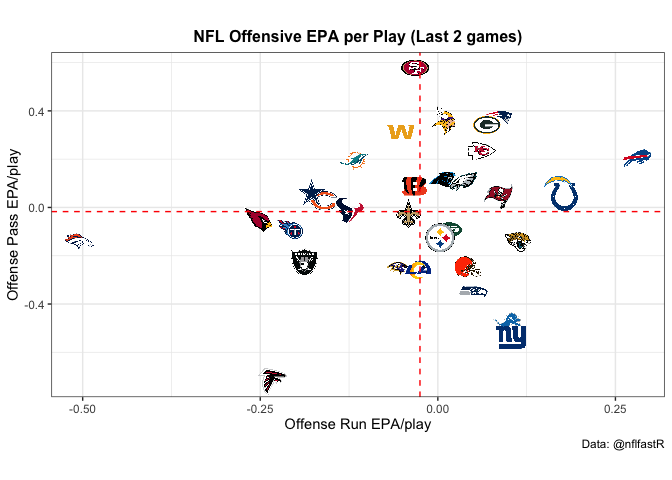 NFL Offensive EPA per Play (Last 2 games)
Offense Pass EPA/play
0.4
0.0
-0.4
-0.50
-0.25
0.00
0.25
Offense Run EPA/play
Data: @nflfastR
SF
W
G
T
ny